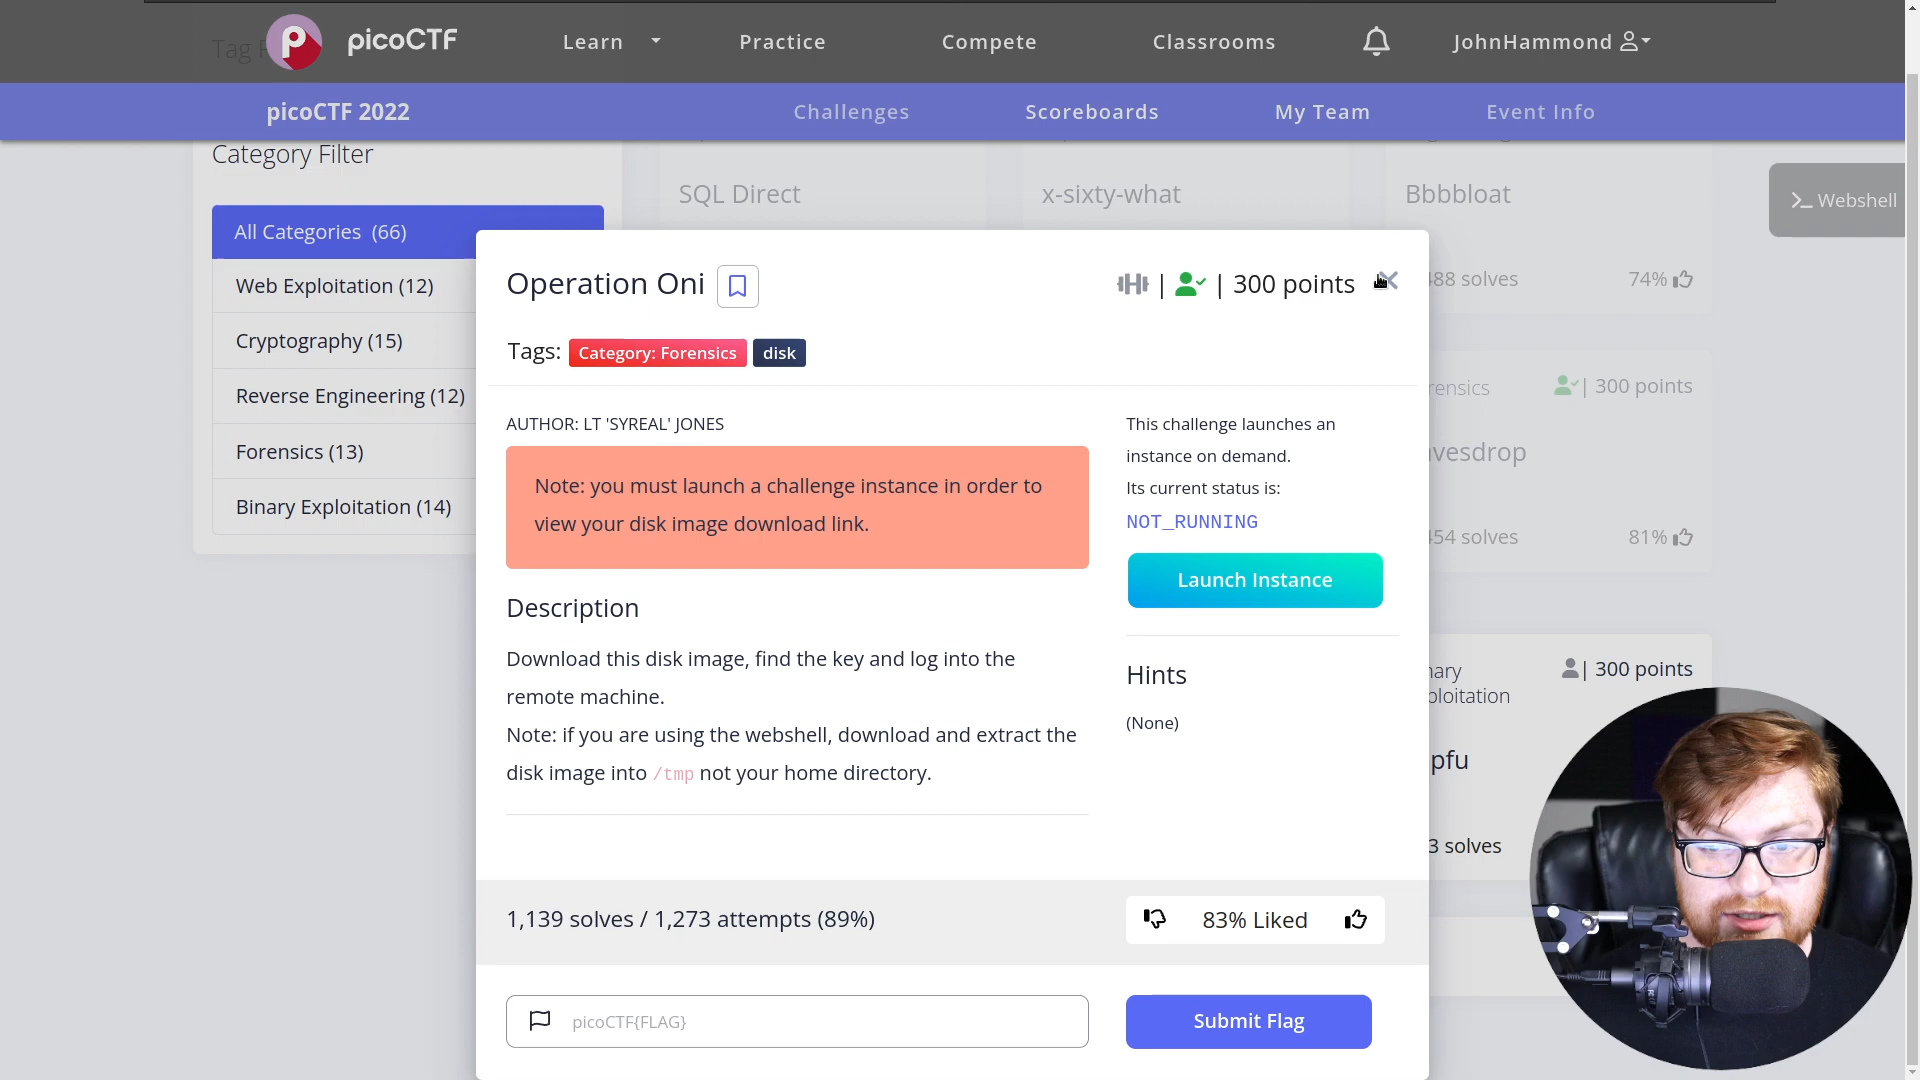 Tag F
picoCTF
Learn
Practice
Compete
Classrooms
JohnHammond
picoCTF 2022
Challenges
Scoreboards
My Team
Event Info
Category Filter
All Categories (66)
Web Exploitation (12)
Cryptography (15)
Reverse Engineering (12)
Forensics (13)
Binary Exploitation (14)
SQL Direct
x-sixty-what
Bbbbloat
>_ Webshell
488 solves
74%
Operation Oni
| | 300 points
Tags: Category: Forensics disk
AUTHOR: LT 'SYREAL' JONES
Note: you must launch a challenge instance in order to
view your disk image download link.
Description
Download this disk image, find the key and log into the
remote machine.
Note: if you are using the webshell, download and extract the
disk image into /tmp not your home directory.
This challenge launches an
instance on demand.
Its current status is:
NOT_RUNNING
Launch Instance
Hints
(None)
1,139 solves / 1,273 attempts (89%)
83% Liked
picoCTF{FLAG}
Submit Flag
rensics
| 300 points
vesdrop
454 solves
81%
ary
ploitation
| 300 points
pfu
3 solves